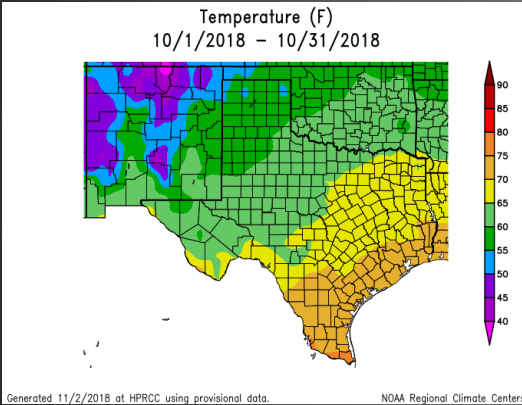 Temperature (F)
10/1/2018 – 10/31/2018
90
85
80
75
70
65
60
55
50
45
40
Generated 11/2/2018 at HPRCC using provisional data.
NOAA Regional Climate Centers